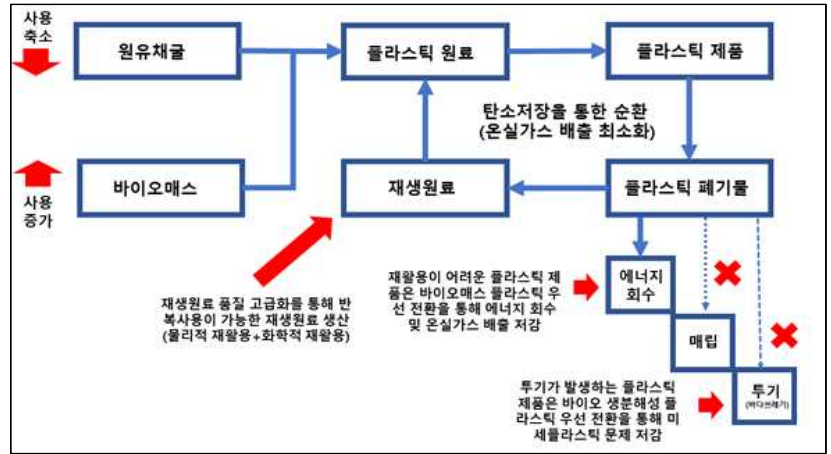 사용
축소
원유채굴
플라스틱 원료
플라스틱 제품
탄소저장을 통한 순환
(온실가스 배출 최소화)
바이오매스
재생원료
플라스틱 폐기물
사용
증가
재생원료 품질 고급화를 통해 반
복사용이 가능한 재생원료 생산
(물리적 재활용+화학적 재활용)
재활용이 어려운 플라스틱 제
품은 바이오매스 플라스틱 우
선 전환을 통해 에너지 회수
및 온실가스 배출 저감
에너지
회수
매립
투기가 발생하는 플라스틱
제품은 바이오 생분해성 플
라스틱 우선 전환을 통해 미
세플라스틱 문제 저감
투기
(바다쓰레기)